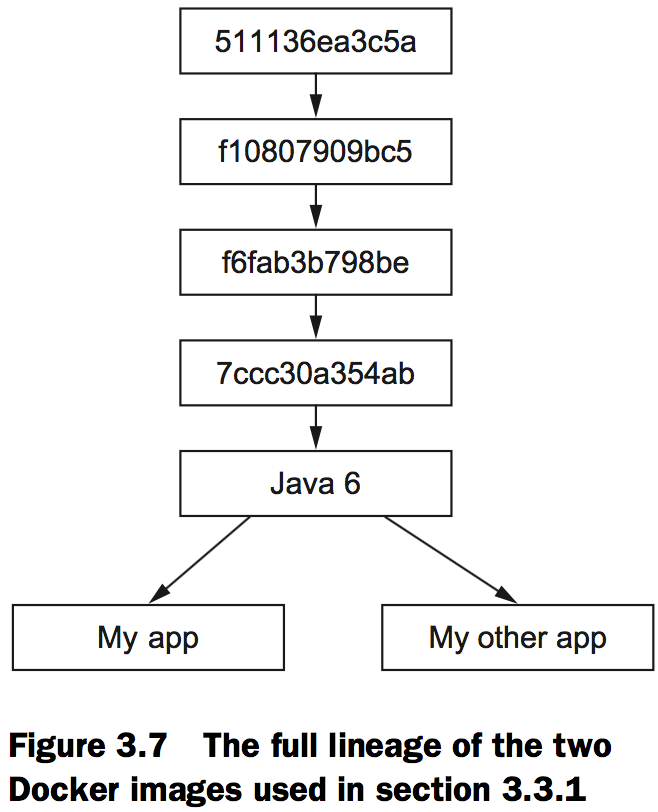 511136ea3c5a
f10807909bc5
f6fab3b798be
7ccc30a354ab
Java 6
My app
My other app
Figure 3.7 The full lineage of the two
Docker images used in section 3.3.1